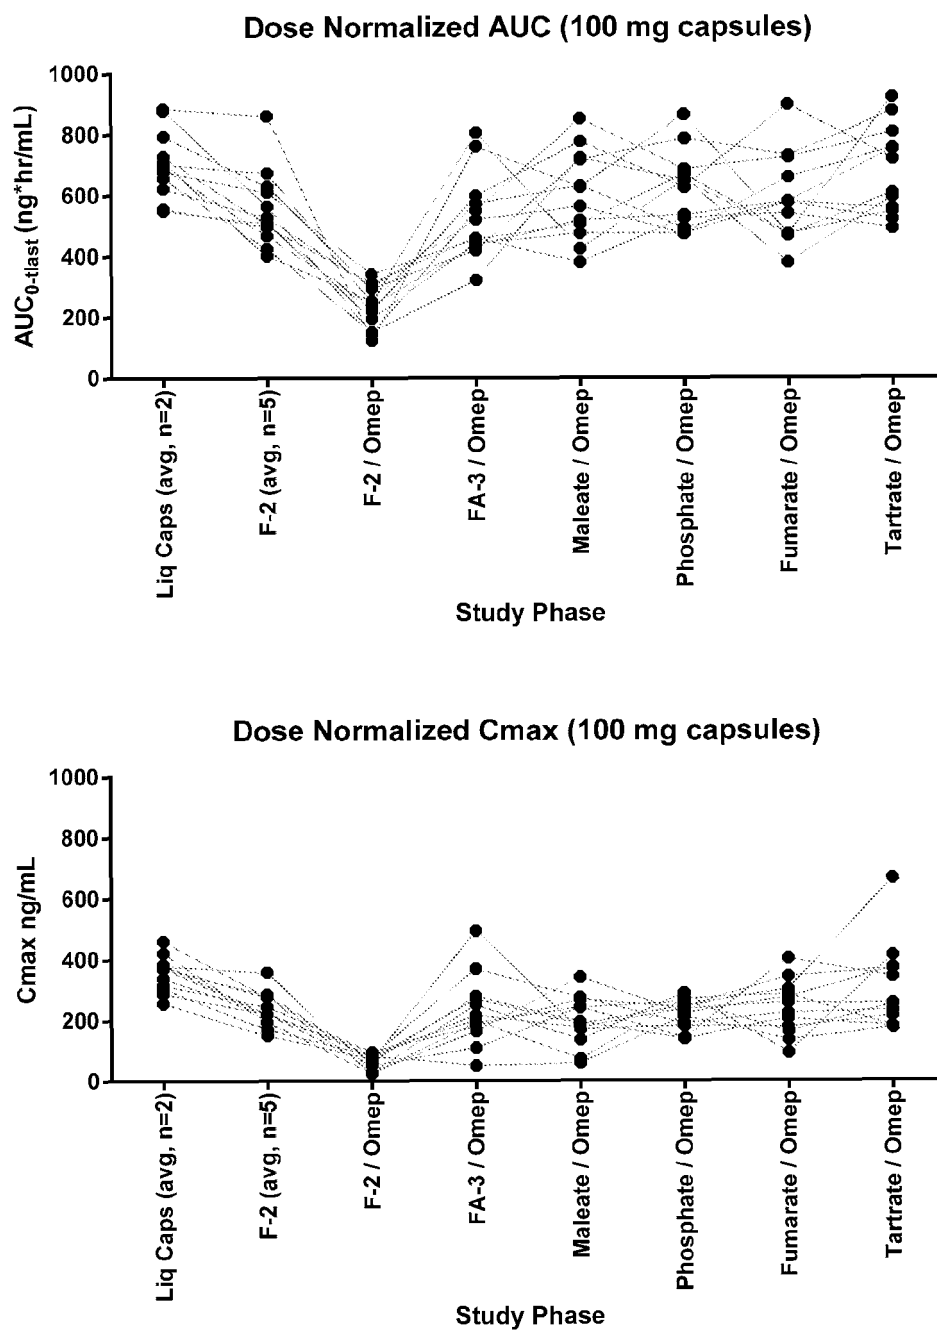 Dose Normalized AUC (100 mg capsules)
AUC0-tlast (ng*hr/mL)
1000
800
600
400
200
0
Liq Caps (avg, n=2)
F-2 (avg, n=5)
F-2 / Omep
FA-3 / Omep
Maleate / Omep
Phosphate / Omep
Fumarate / Omep
Tartrate / Omep
Study Phase
Dose Normalized Cmax (100 mg capsules)
Cmax ng/mL
1000
800
600
400
200
0
Liq Caps (avg, n=2)
F-2 (avg, n=5)
F-2 / Omep
FA-3 / Omep
Maleate / Omep
Phosphate / Omep
Fumarate / Omep
Tartrate / Omep
Study Phase